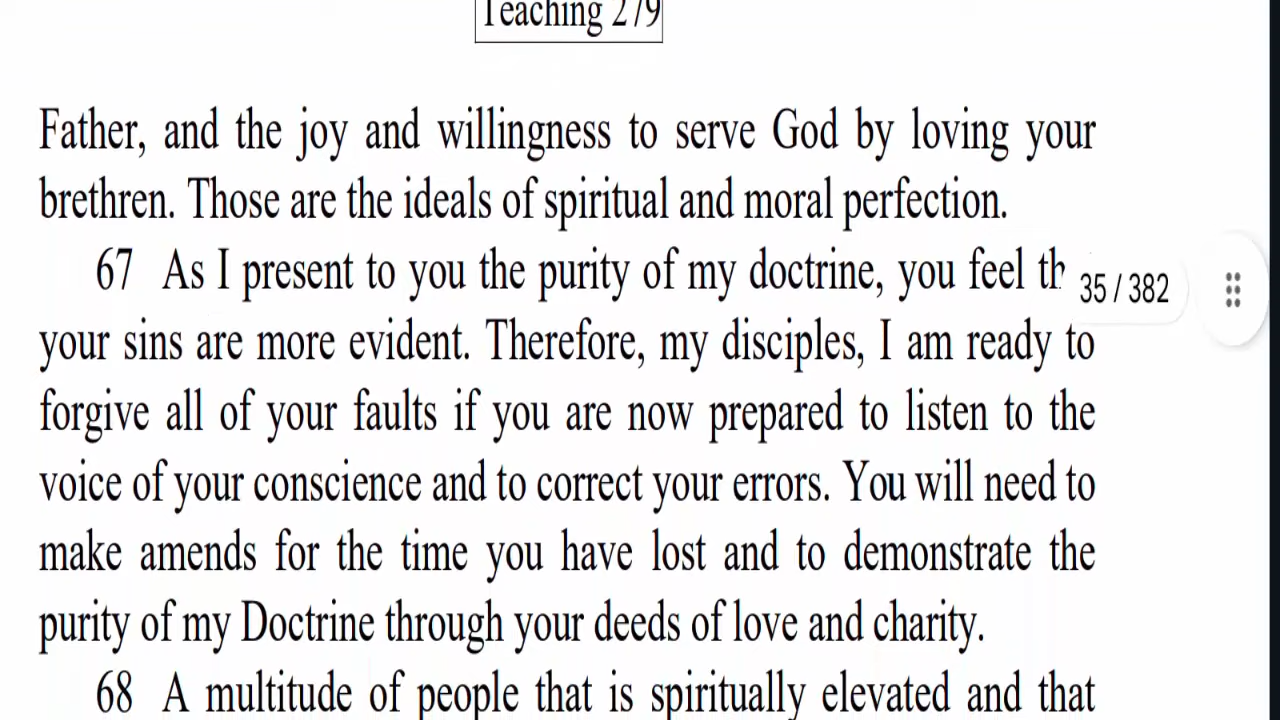 Teaching 279
Father, and the joy and willingness to serve God by loving your
brethren. Those are the ideals of spiritual and moral perfection.
67 As I present to you the purity of my doctrine, you feel th
35 / 382
your sins are more evident. Therefore, my disciples, I am ready to
forgive all of your faults if you are now prepared to listen to the
voice of your conscience and to correct your errors. You will need to
make amends for the time you have lost and to demonstrate the
purity of my Doctrine through your deeds of love and charity.
68 A multitude of people that is spiritually elevated and that